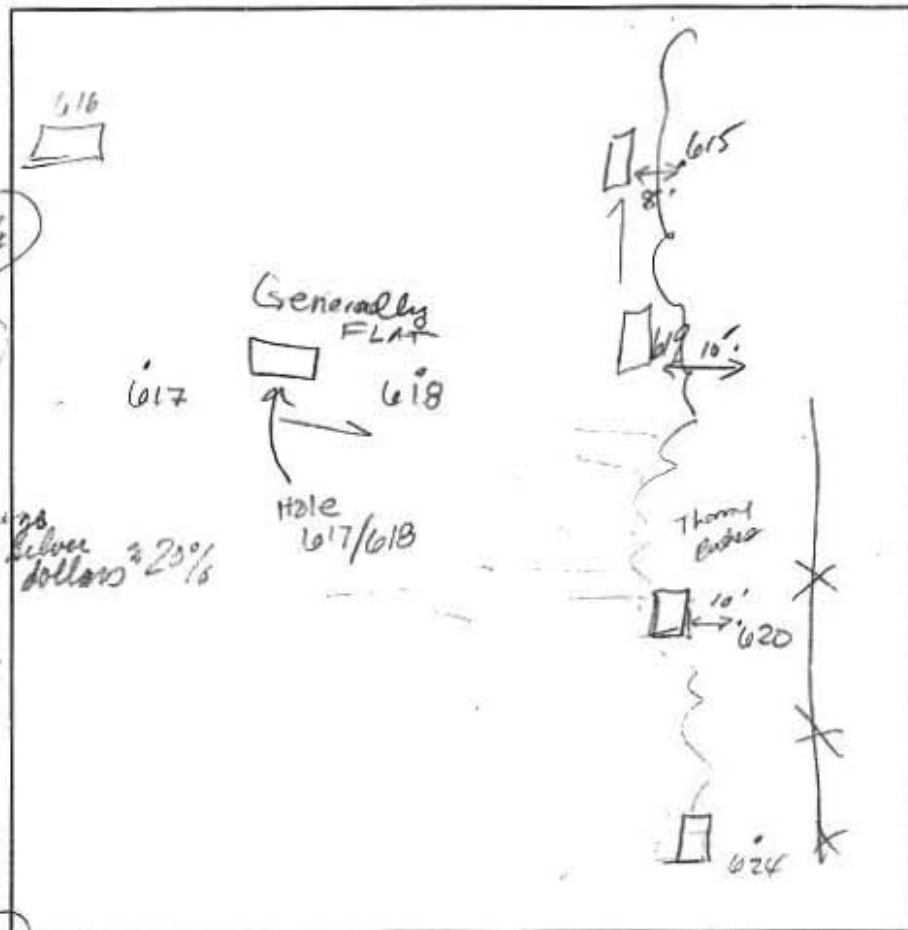 616
615
8'
Generally
FLAT
619
10'
617
618
Hole
617/618
Silver
dollars ≈ 20%
Thorny
10'
620
624